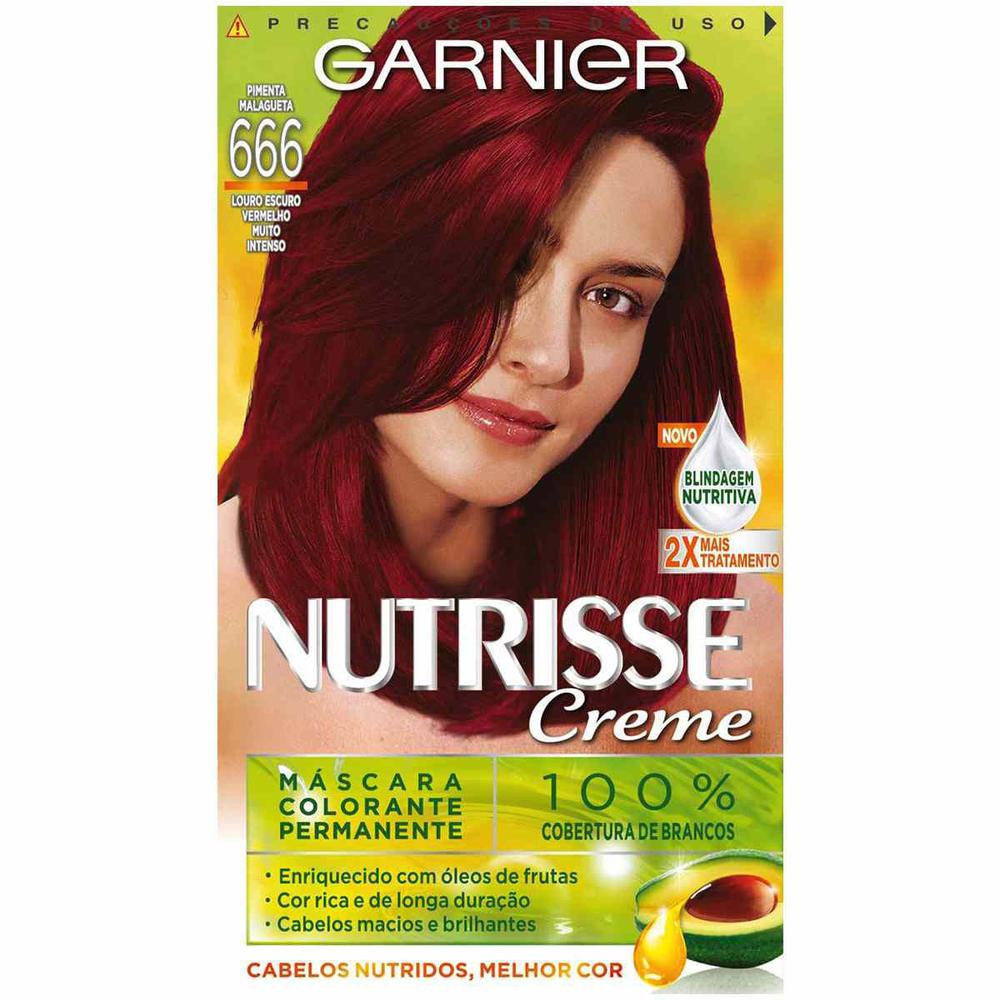 PRECAUÇÕES DE USO
GARNIER
PIMENTA
MALAGUETA
666
LOURO ESCURO
VERMELHO
MUITO
INTENSO
NOVO
BLINDAGEM
NUTRITIVA
2X MAIS
TRATAMENTO
NUTRISSE
Creme
MÁSCARA
COLORANTE
PERMANENTE
100%
COBERTURA DE BRANCOS
• Enriquecido com óleos de frutas
• Cor rica e de longa duração
• Cabelos macios e brilhantes
CABELOS NUTRIDOS, MELHOR COR